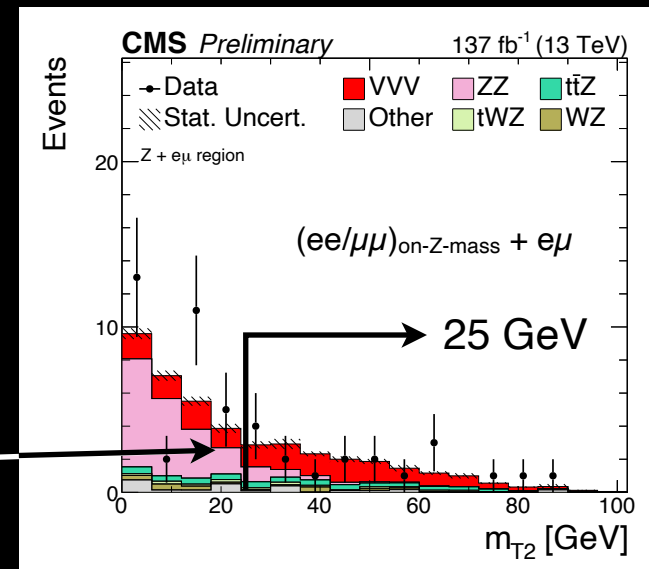 CMS Preliminary 137 fb⁻¹ (13 TeV)
Events
Data VVV ZZ tt̄Z
Stat. Uncert. Other tWZ WZ
Z + eμ region
20
(ee/μμ)on-Z-mass + eμ
10
25 GeV
0
0 20 40 60 80 100
mT2 [GeV]